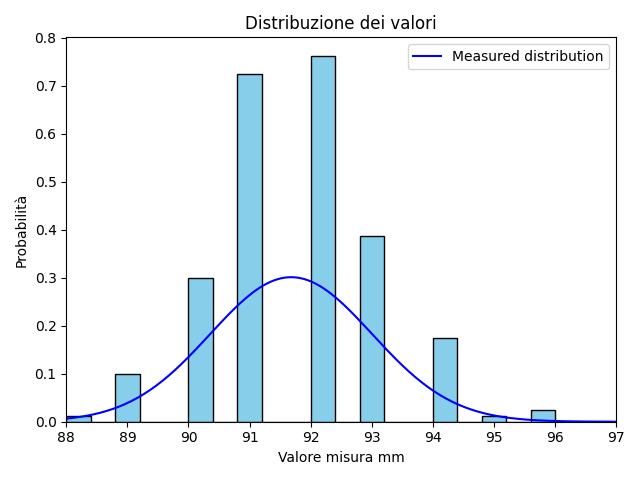 Distribuzione dei valori
Measured distribution
0.8
0.7
0.6
0.5
0.4
0.3
0.2
0.1
0.0
Probabilità
88 89 90 91 92 93 94 95 96 97
Valore misura mm